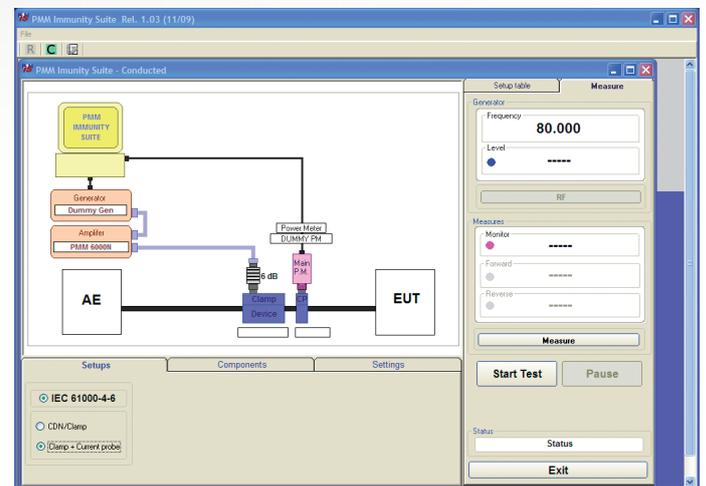 PMM Immunity Suite Rel. 1.03 (11/09)
File
R C
PMM Imunity Suite - Conducted
PMM
IMMUNITY
SUITE
Generator
Dummy Gen
Amplifer
PMM 6000N
Power Meter
DUMMY PM
Main
P.M.
6 dB
AE
Clamp
Device
CP
EUT
Setups Components Settings
IEC 61000-4-6
CDN/Clamp
Clamp + Current probe
Setup table Measure
Generator
Frequency
80.000
Level
-----
RF
Measures
Monitor
-----
Forward
-----
Reverse
-----
Measure
Start Test Pause
Status
Status
Exit